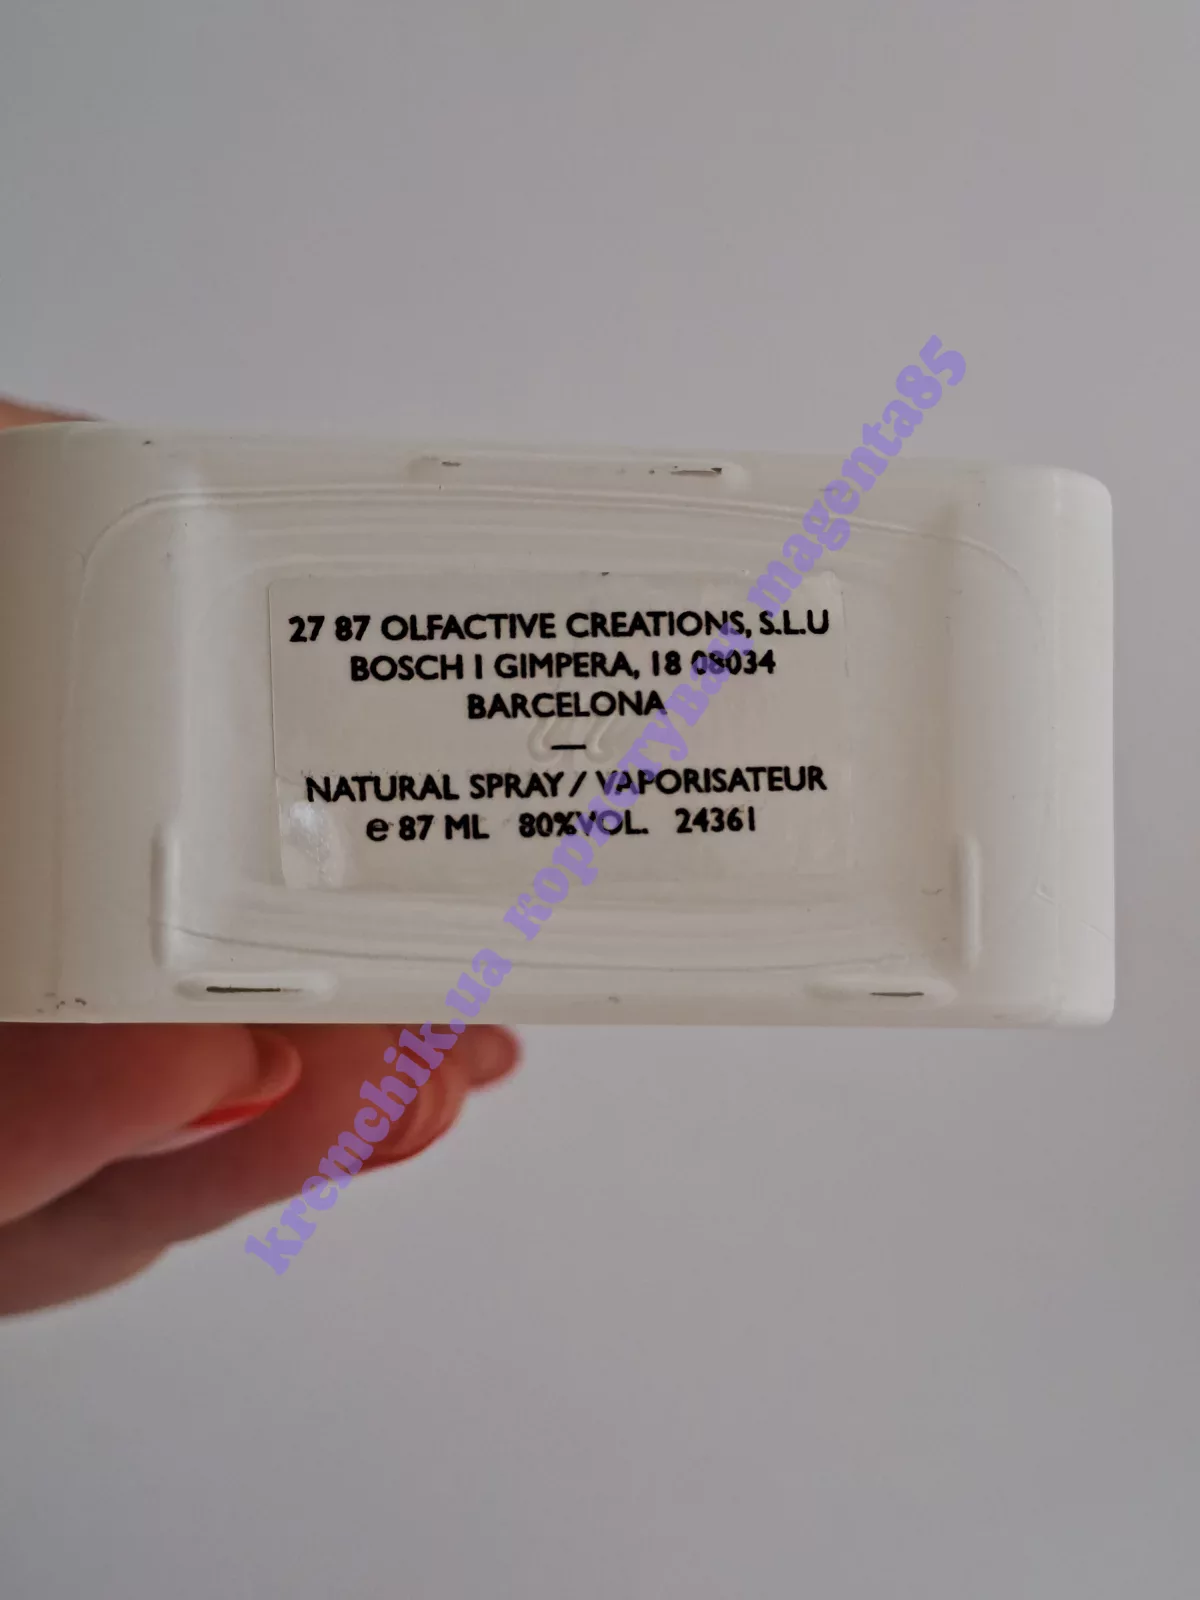 27 87 OLFACTIVE CREATIONS, S.L.U
BOSCH I GIMPERA, 18 08034
BARCELONA
—
NATURAL SPRAY / VAPORISATEUR
e 87 ML 80%VOL. 24361
kremchik.ua користувач magenta85